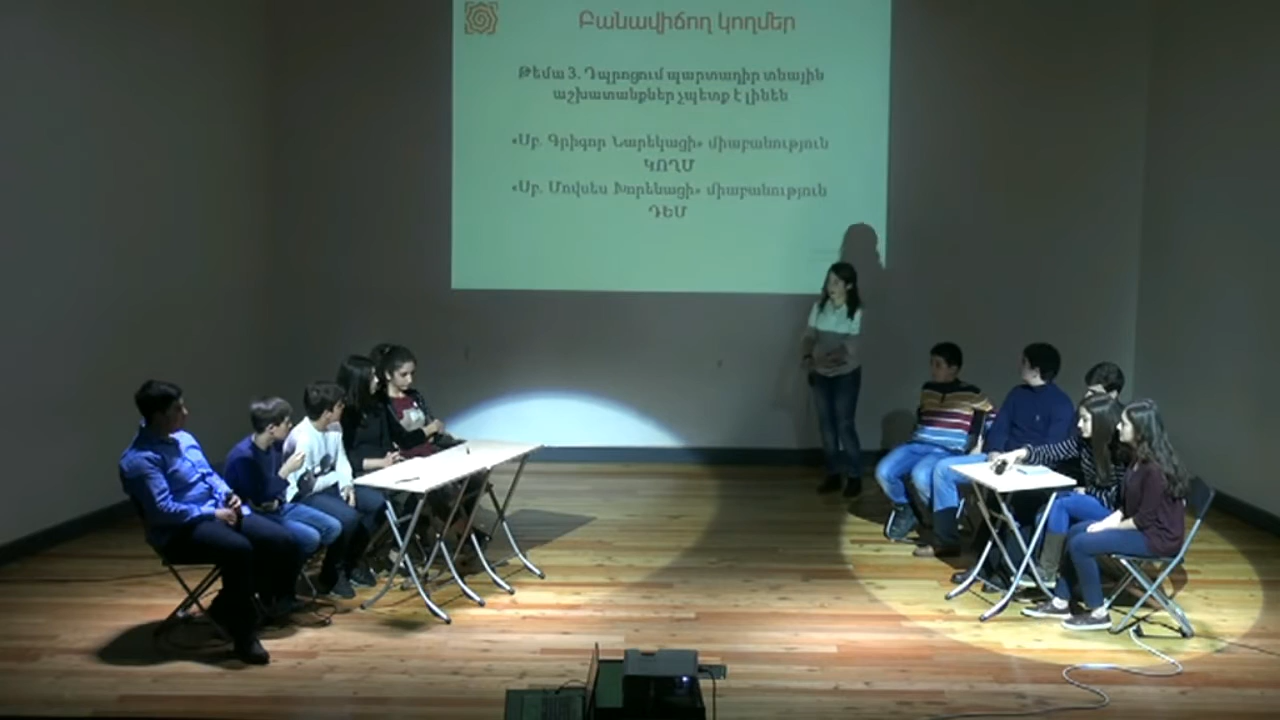 Բանավիճող կողմեր
Թեմա 3. Դպրոցում պարտադիր տնային
աշխատանքներ չպետք է լինեն
«Սբ. Գրիգոր Նարեկացի» միաբանություն
ԿՈՂՄ
«Սբ. Մովսես Խորենացի» միաբանություն
ԴԵՄ